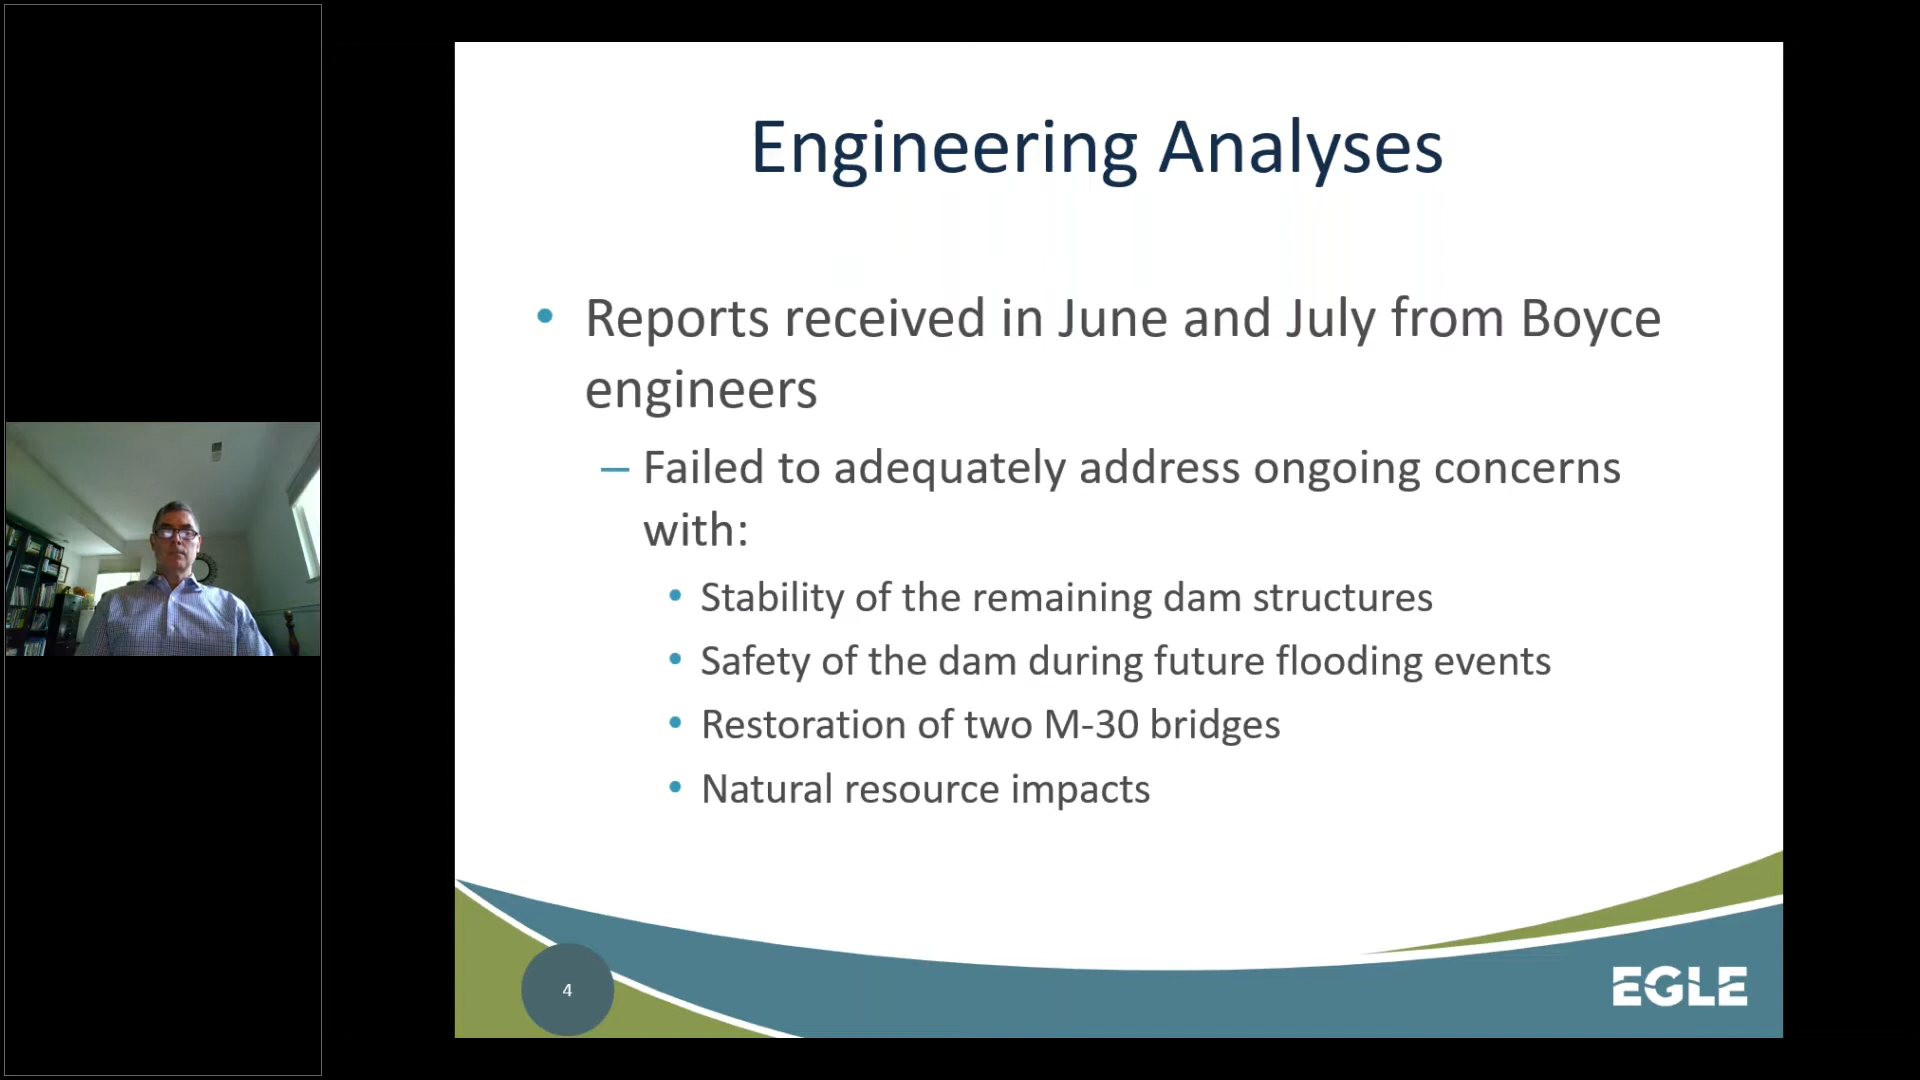 Engineering Analyses
• Reports received in June and July from Boyce
engineers
– Failed to adequately address ongoing concerns
with:
• Stability of the remaining dam structures
• Safety of the dam during future flooding events
• Restoration of two M-30 bridges
• Natural resource impacts
4
EGLE